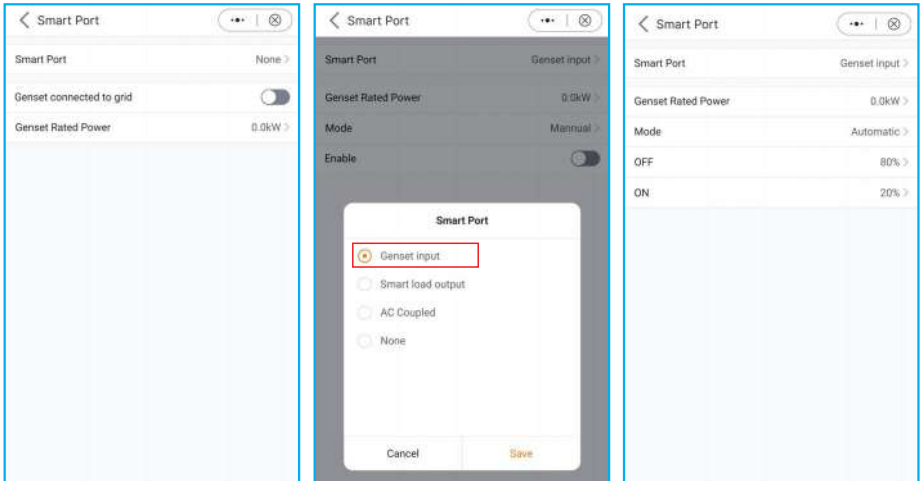 Smart Port
Smart Port None
Genset connected to grid
Genset Rated Power 0.0kW
Smart Port
Smart Port Genset input
Genset Rated Power 0.0kW
Mode Mannual
Enable
Smart Port
Genset input
Smart load output
AC Coupled
None
Cancel Save
Smart Port
Smart Port Genset input
Genset Rated Power 0.0kW
Mode Automatic
OFF 80%
ON 20%